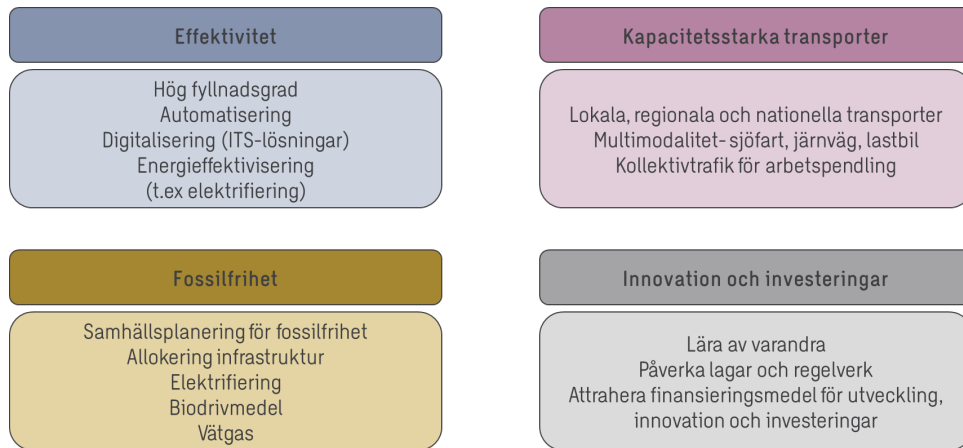 Effektivitet
Hög fyllnadsgrad
Automatisering
Digitalisering (ITS-lösningar)
Energieffektivisering
(t.ex elektrifiering)
Kapacitetsstarka transporter
Lokala, regionala och nationella transporter
Multimodalitet- sjöfart, järnväg, lastbil
Kollektivtrafik för arbetspendling
Fossilfrihet
Samhällsplanering för fossilfrihet
Allokering infrastruktur
Elektrifiering
Biodrivmedel
Vätgas
Innovation och investeringar
Lära av varandra
Påverka lagar och regelverk
Attrahera finansieringsmedel för utveckling,
innovation och investeringar